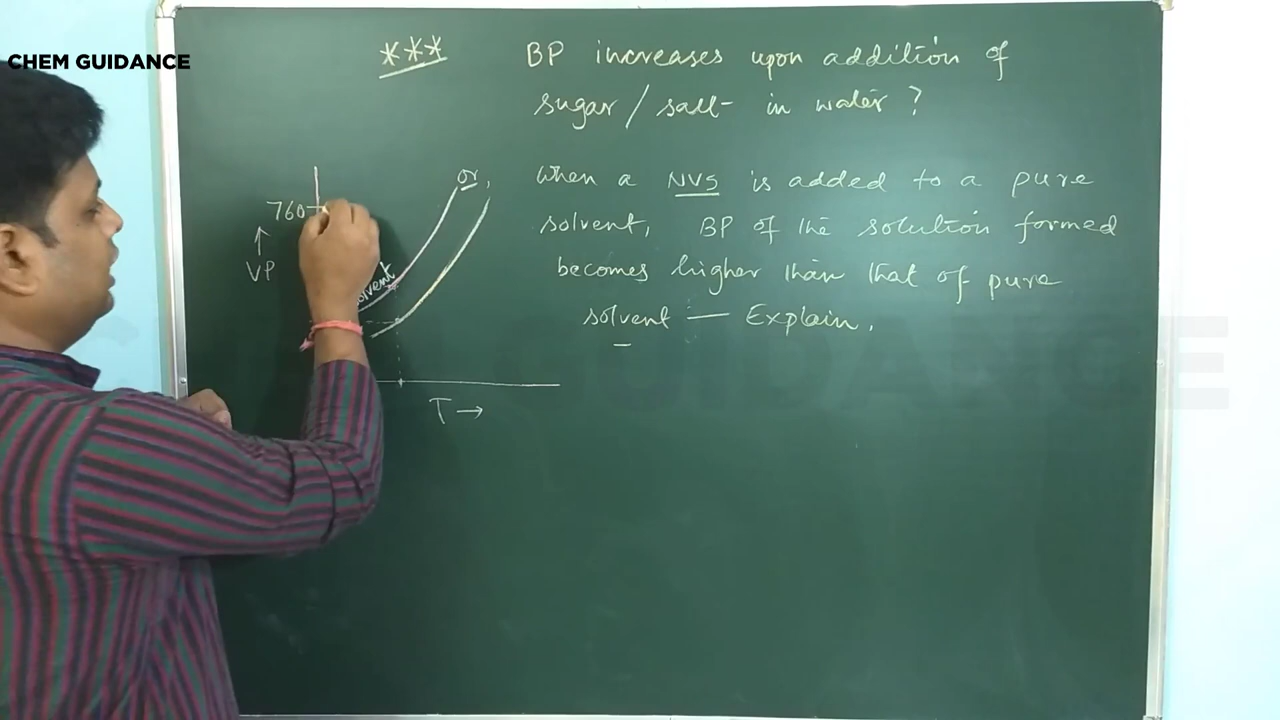 CHEM GUIDANCE
*** BP increases upon addition of
sugar/salt in water?
or, When a NVS is added to a pure
solvent, BP of the solution formed
becomes higher than that of pure
solvent — Explain.
760
↑
VP
T →